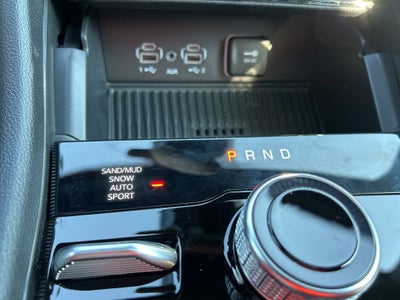 1 AUX 2
P R N D
SAND/MUD
SNOW
AUTO
SPORT